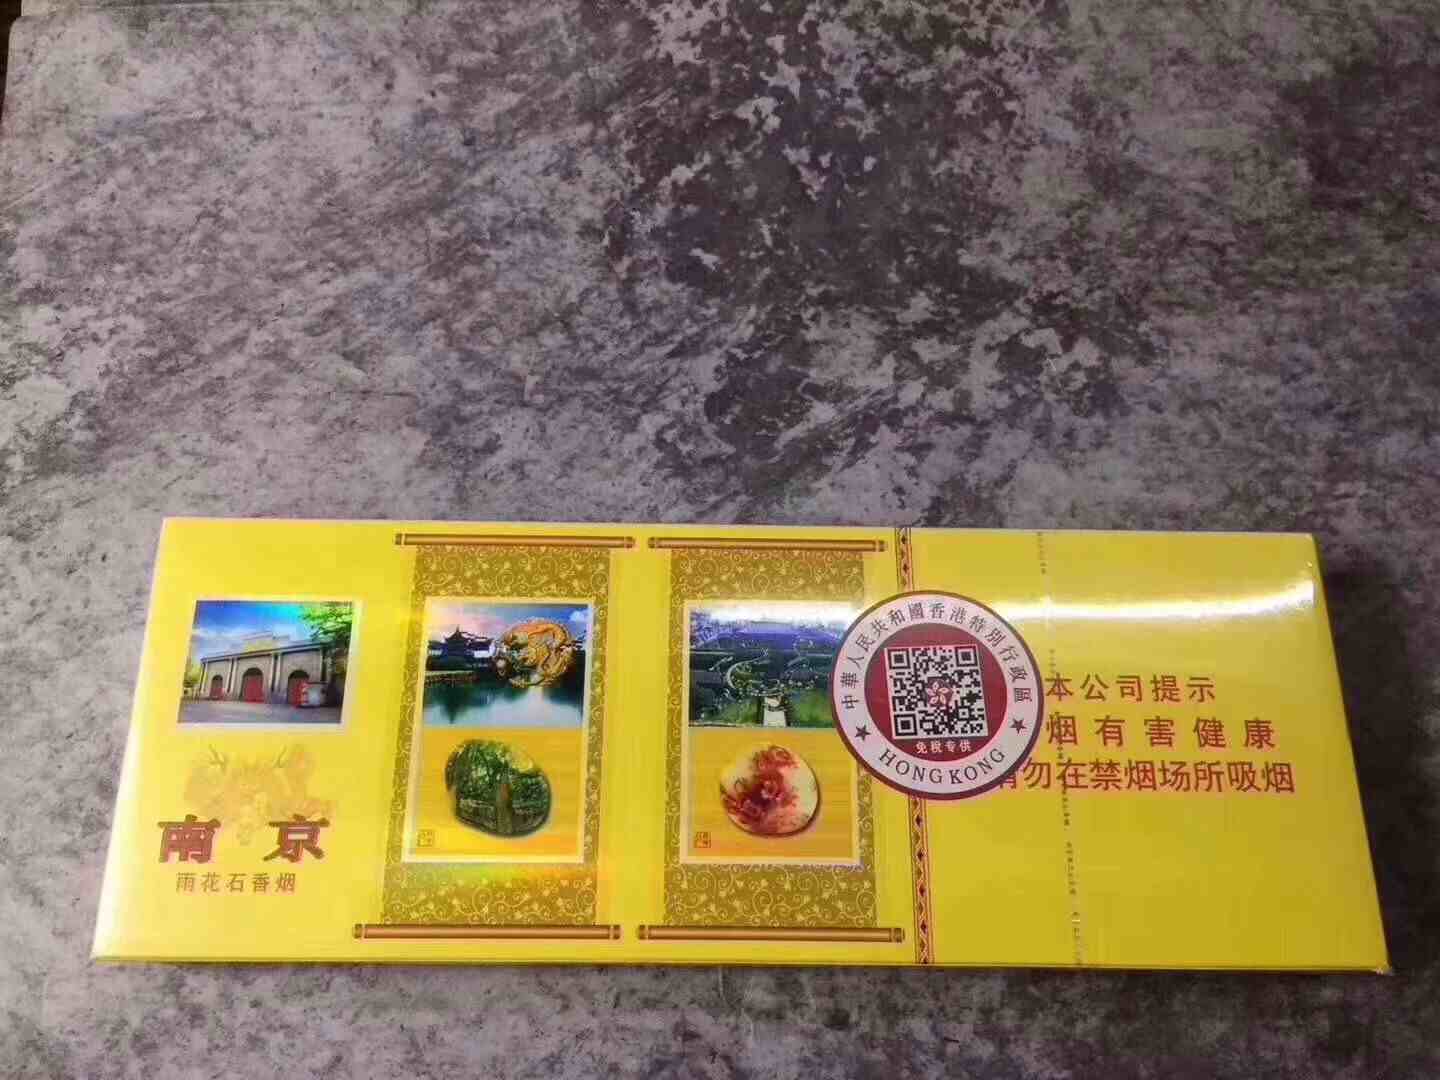 南京
雨花石香烟
中華人民共和國香港特別行政區
免税专供
★ HONG KONG ★
本公司提示
烟有害健康
请勿在禁烟场所吸烟